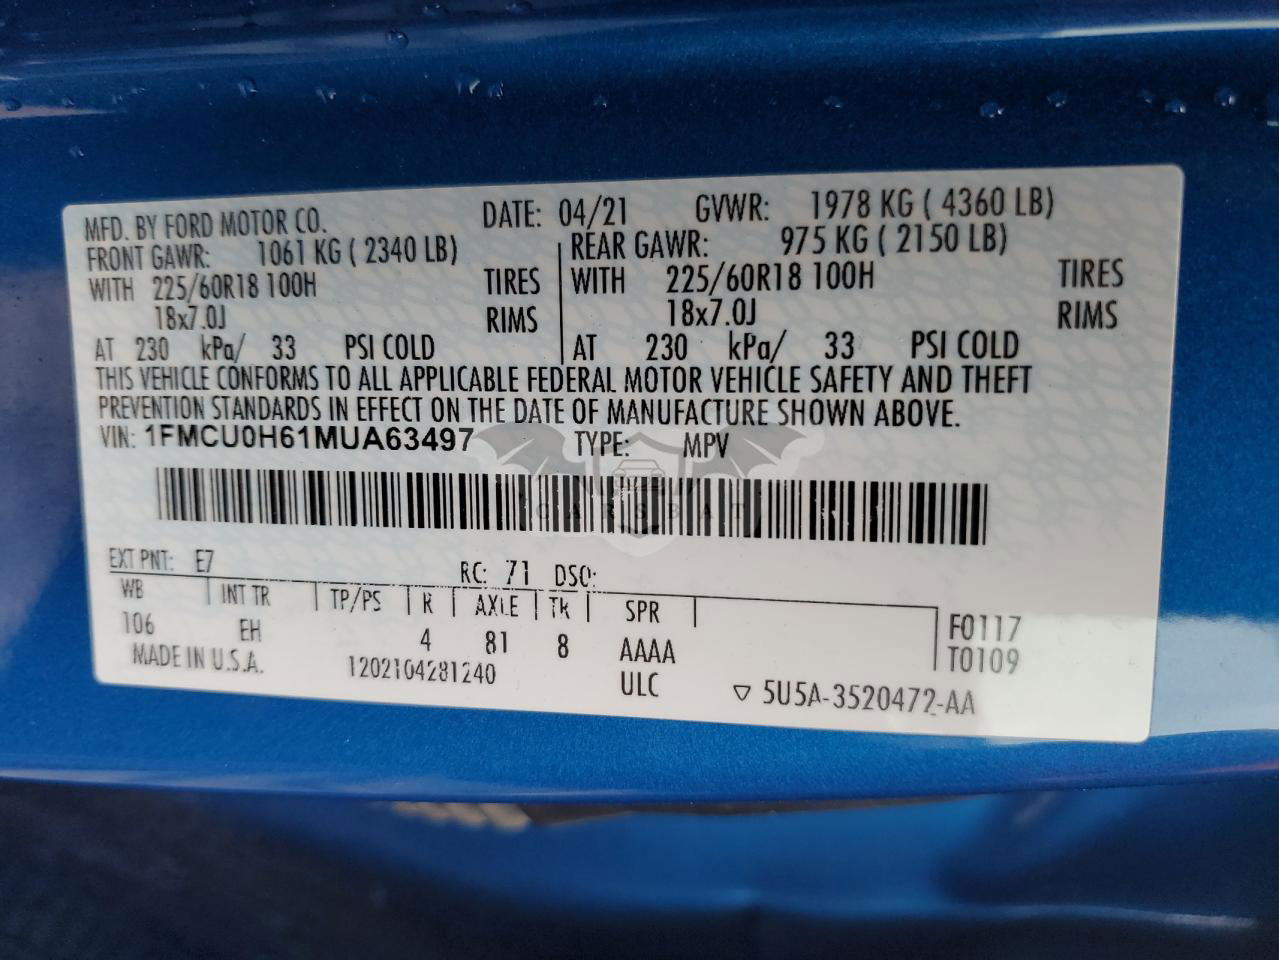 MFD. BY FORD MOTOR CO. DATE: 04/21 GVWR: 1978 KG ( 4360 LB)
FRONT GAWR: 1061 KG ( 2340 LB) REAR GAWR: 975 KG ( 2150 LB)
WITH 225/60R18 100H TIRES WITH 225/60R18 100H TIRES
18x7.0J RIMS 18x7.0J RIMS
AT 230 kPa/ 33 PSI COLD AT 230 kPa/ 33 PSI COLD
THIS VEHICLE CONFORMS TO ALL APPLICABLE FEDERAL MOTOR VEHICLE SAFETY AND THEFT
PREVENTION STANDARDS IN EFFECT ON THE DATE OF MANUFACTURE SHOWN ABOVE.
VIN: 1FMCU0H61MUA63497 TYPE: MPV
CARSBAT
EXT PNT: E7 RC: 71 DSO:
WB INT TR TP/PS R AXLE TR SPR
106 EH 4 81 8 AAAA F0117
T0109
MADE IN U.S.A. 1202104281240 ULC 5U5A-3520472-AA